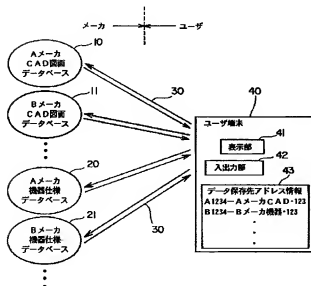 メーカ
ユーザ
10
Aメーカ
CAD図面
データベース
11
Bメーカ
CAD図面
データベース
20
Aメーカ
機器仕様
データベース
21
Bメーカ
機器仕様
データベース
30
30
40
ユーザ端末
41
表示部
42
入出力部
43
データ保存先アドレス情報
A1234−AメーカCAD・123
B1234−Bメーカ機器・123